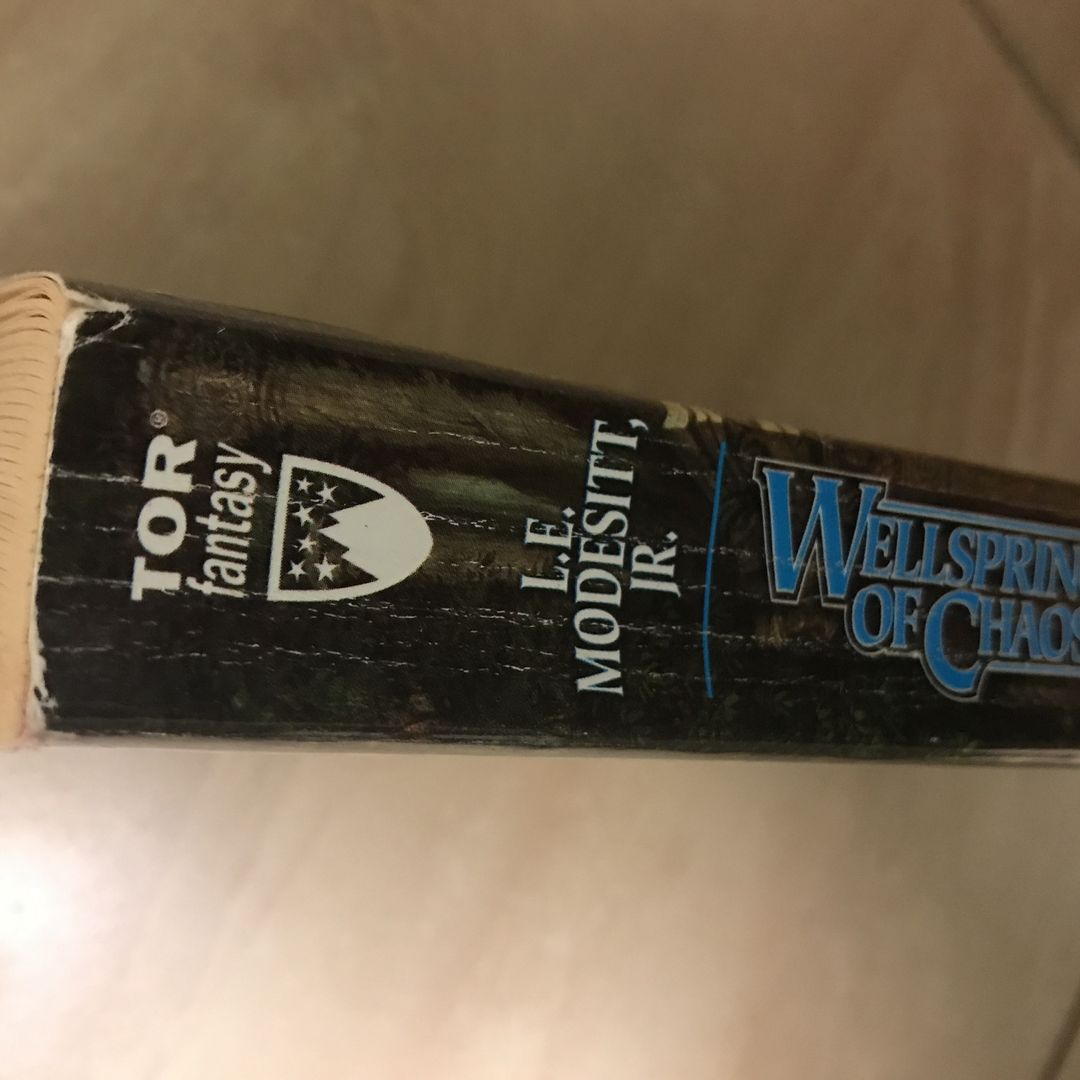 TOR®
fantasy
L.E.
MODESITT,
JR.
WELLSPRIN
OF CHAOS